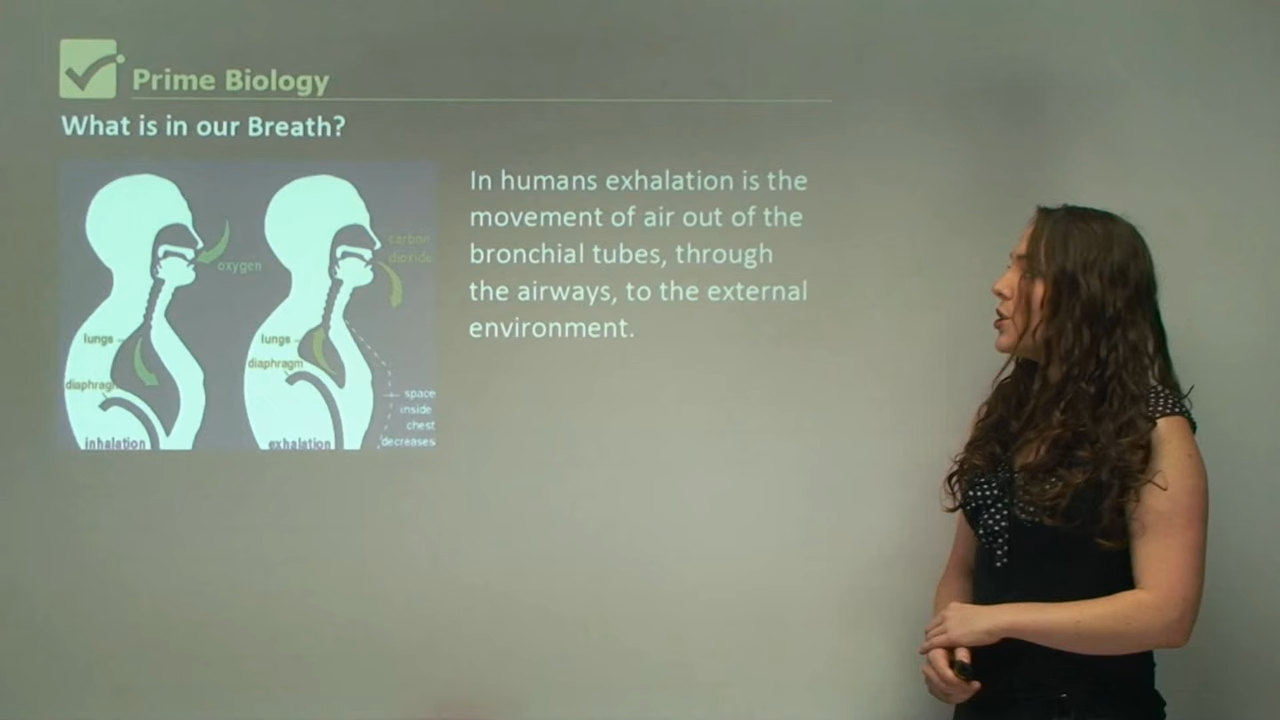 Prime Biology
What is in our Breath?
In humans exhalation is the
movement of air out of the
bronchial tubes, through
the airways, to the external
environment.
oxygen
lungs
diaphragm
inhalation
carbon
dioxide
lungs
diaphragm
space
inside
chest
decreases
exhalation